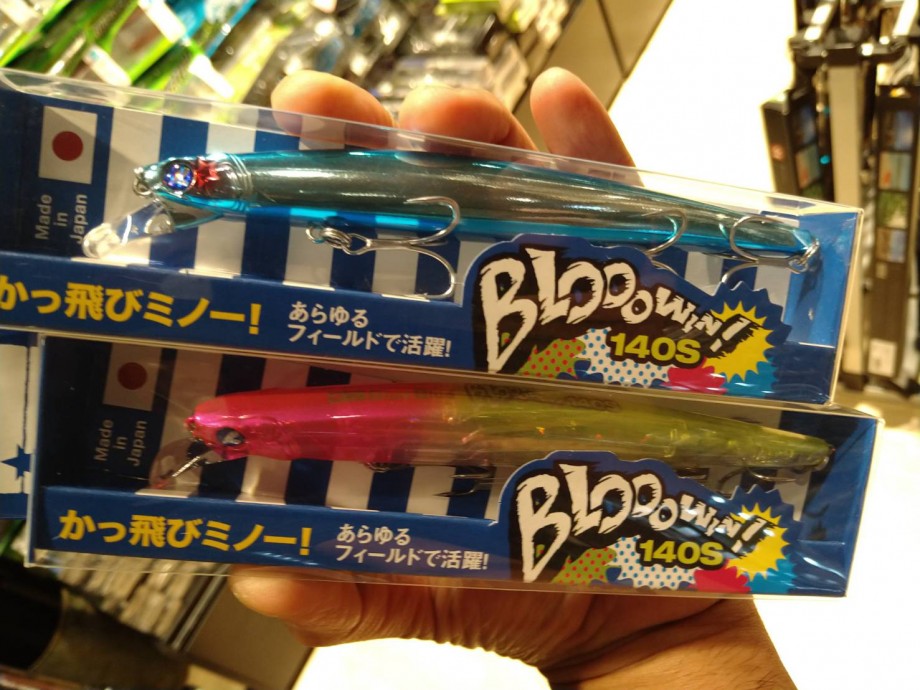 Made
in
Japan
かっ飛びミノー!
あらゆる
フィールドで活躍!
BLOOOWIN!
140S
Made
in
Japan
かっ飛びミノー!
あらゆる
フィールドで活躍!
BLOOOWIN!
140S